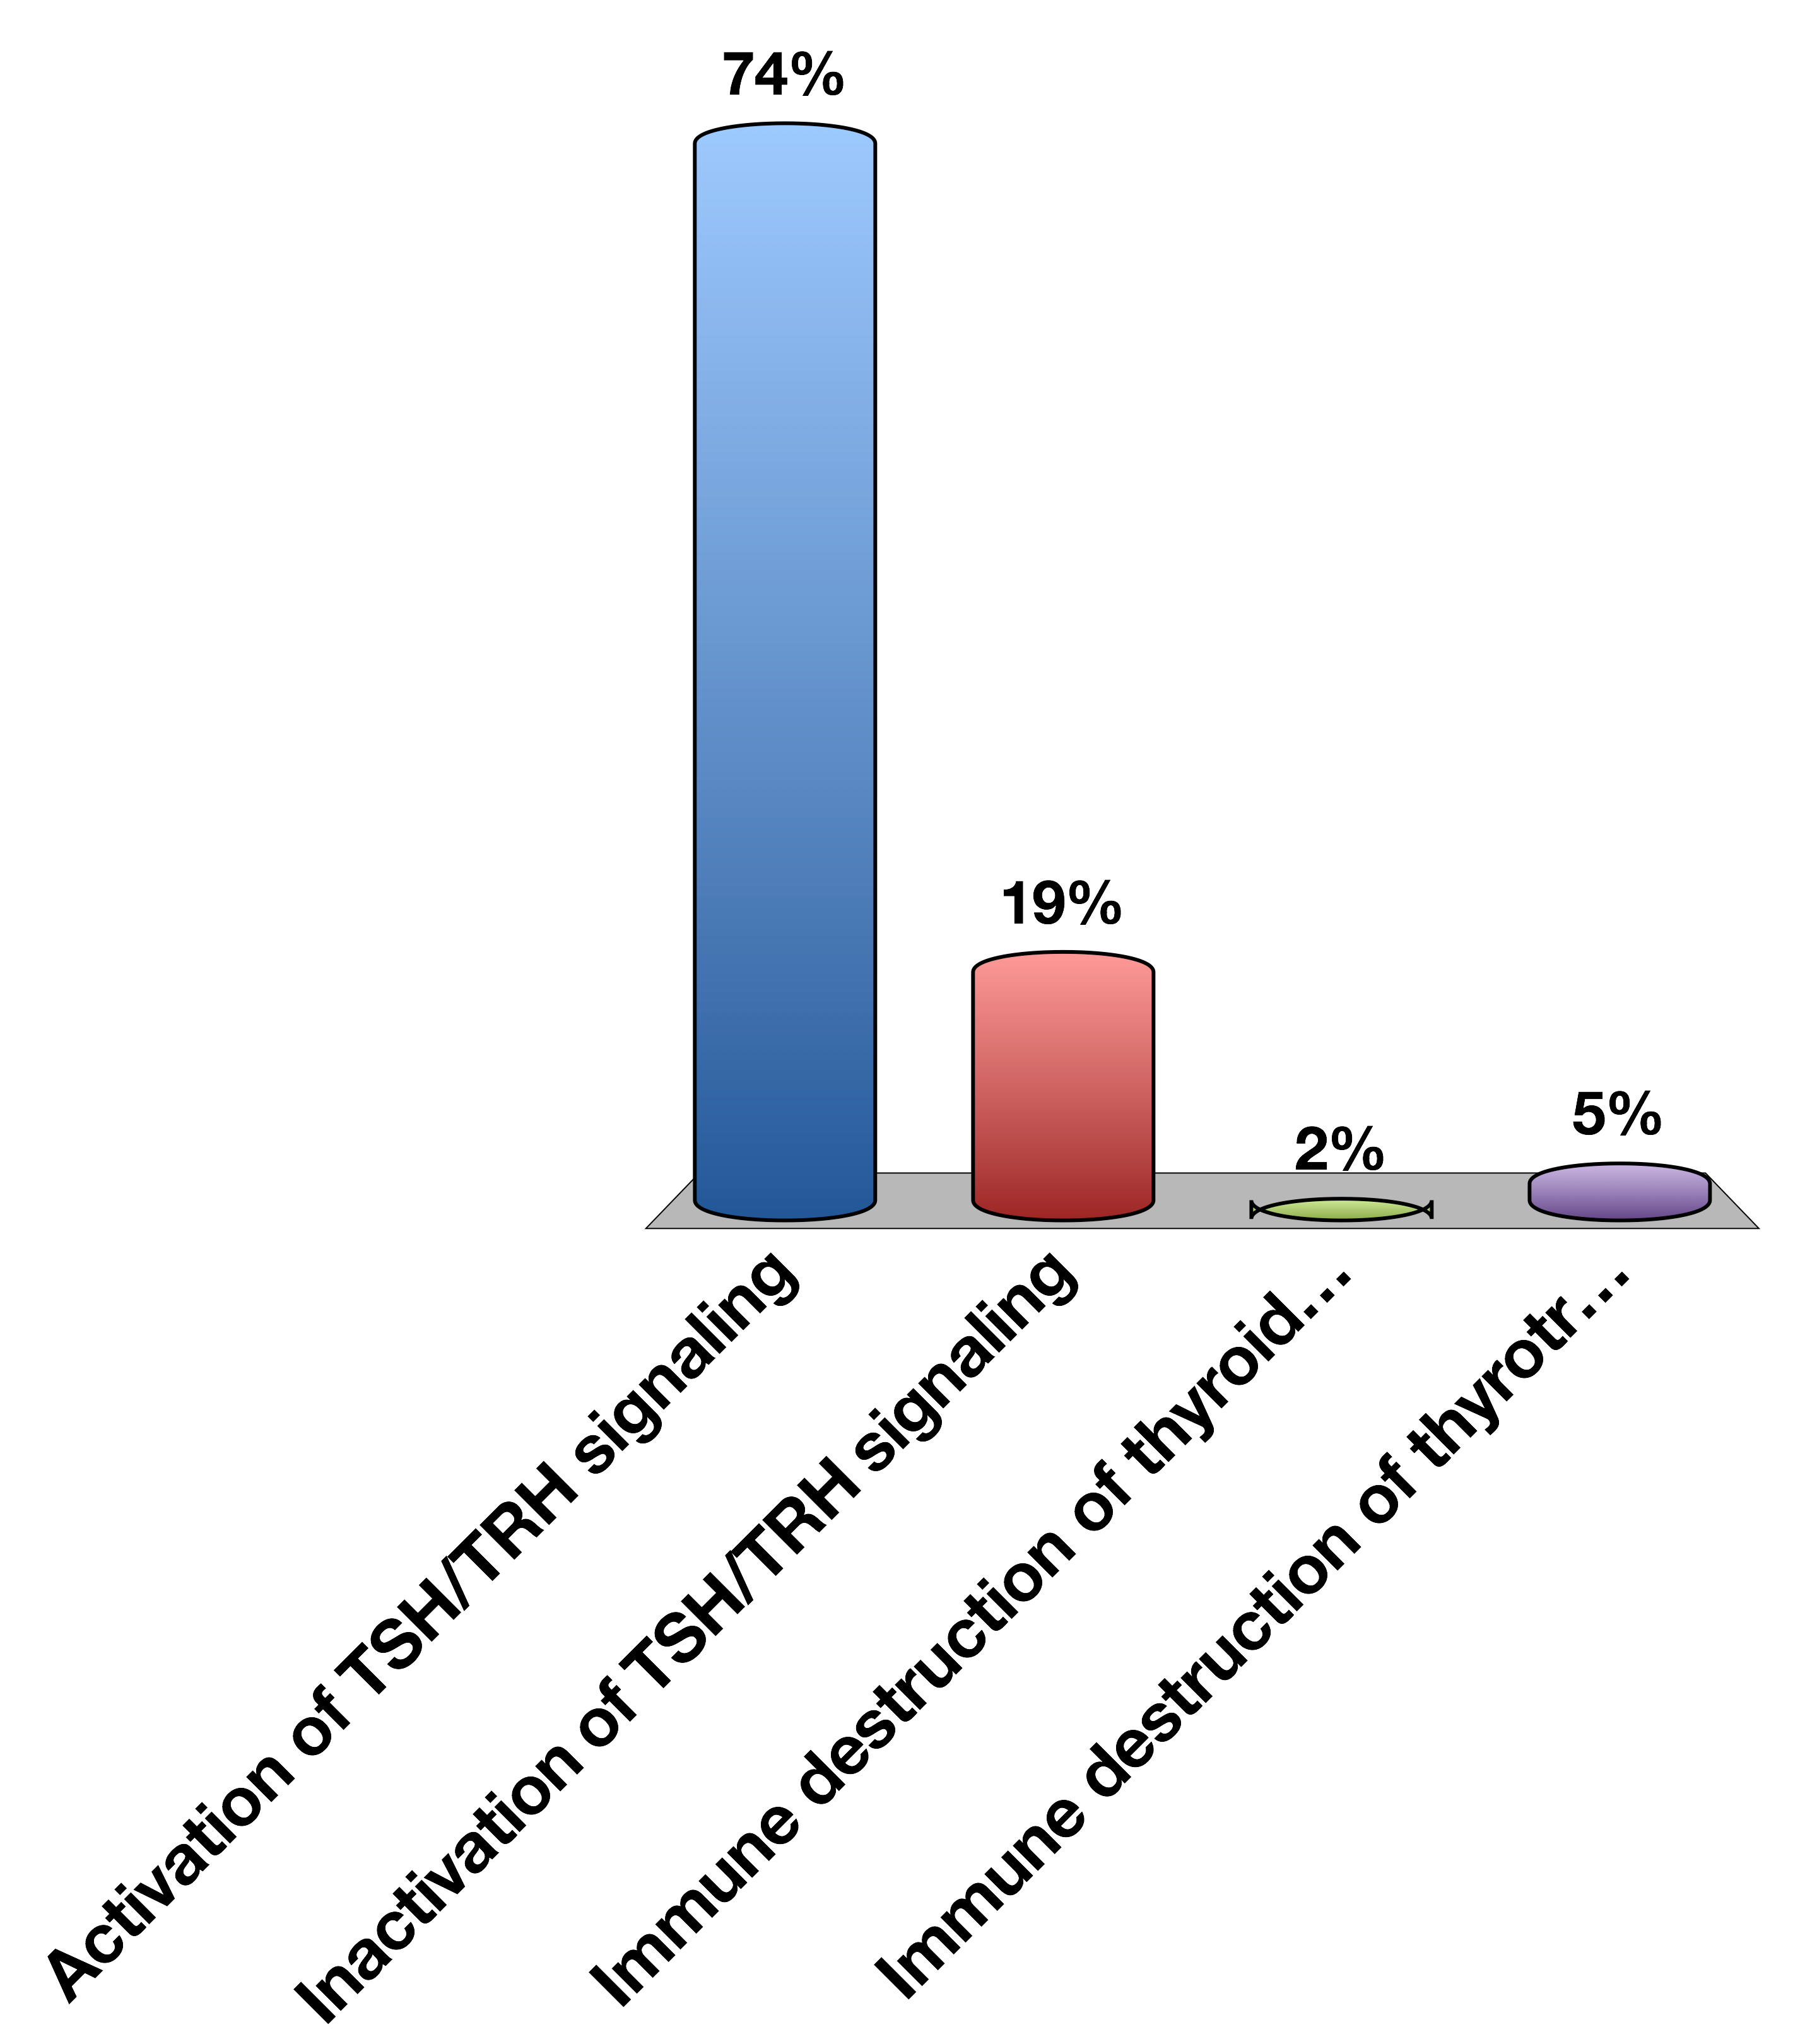 74%
19%
2%
5%
Activation of TSH/TRH signalling
Inactivation of TSH/TRH signaling
Immune destruction of thyroid...
Immune destruction of thyrotr...